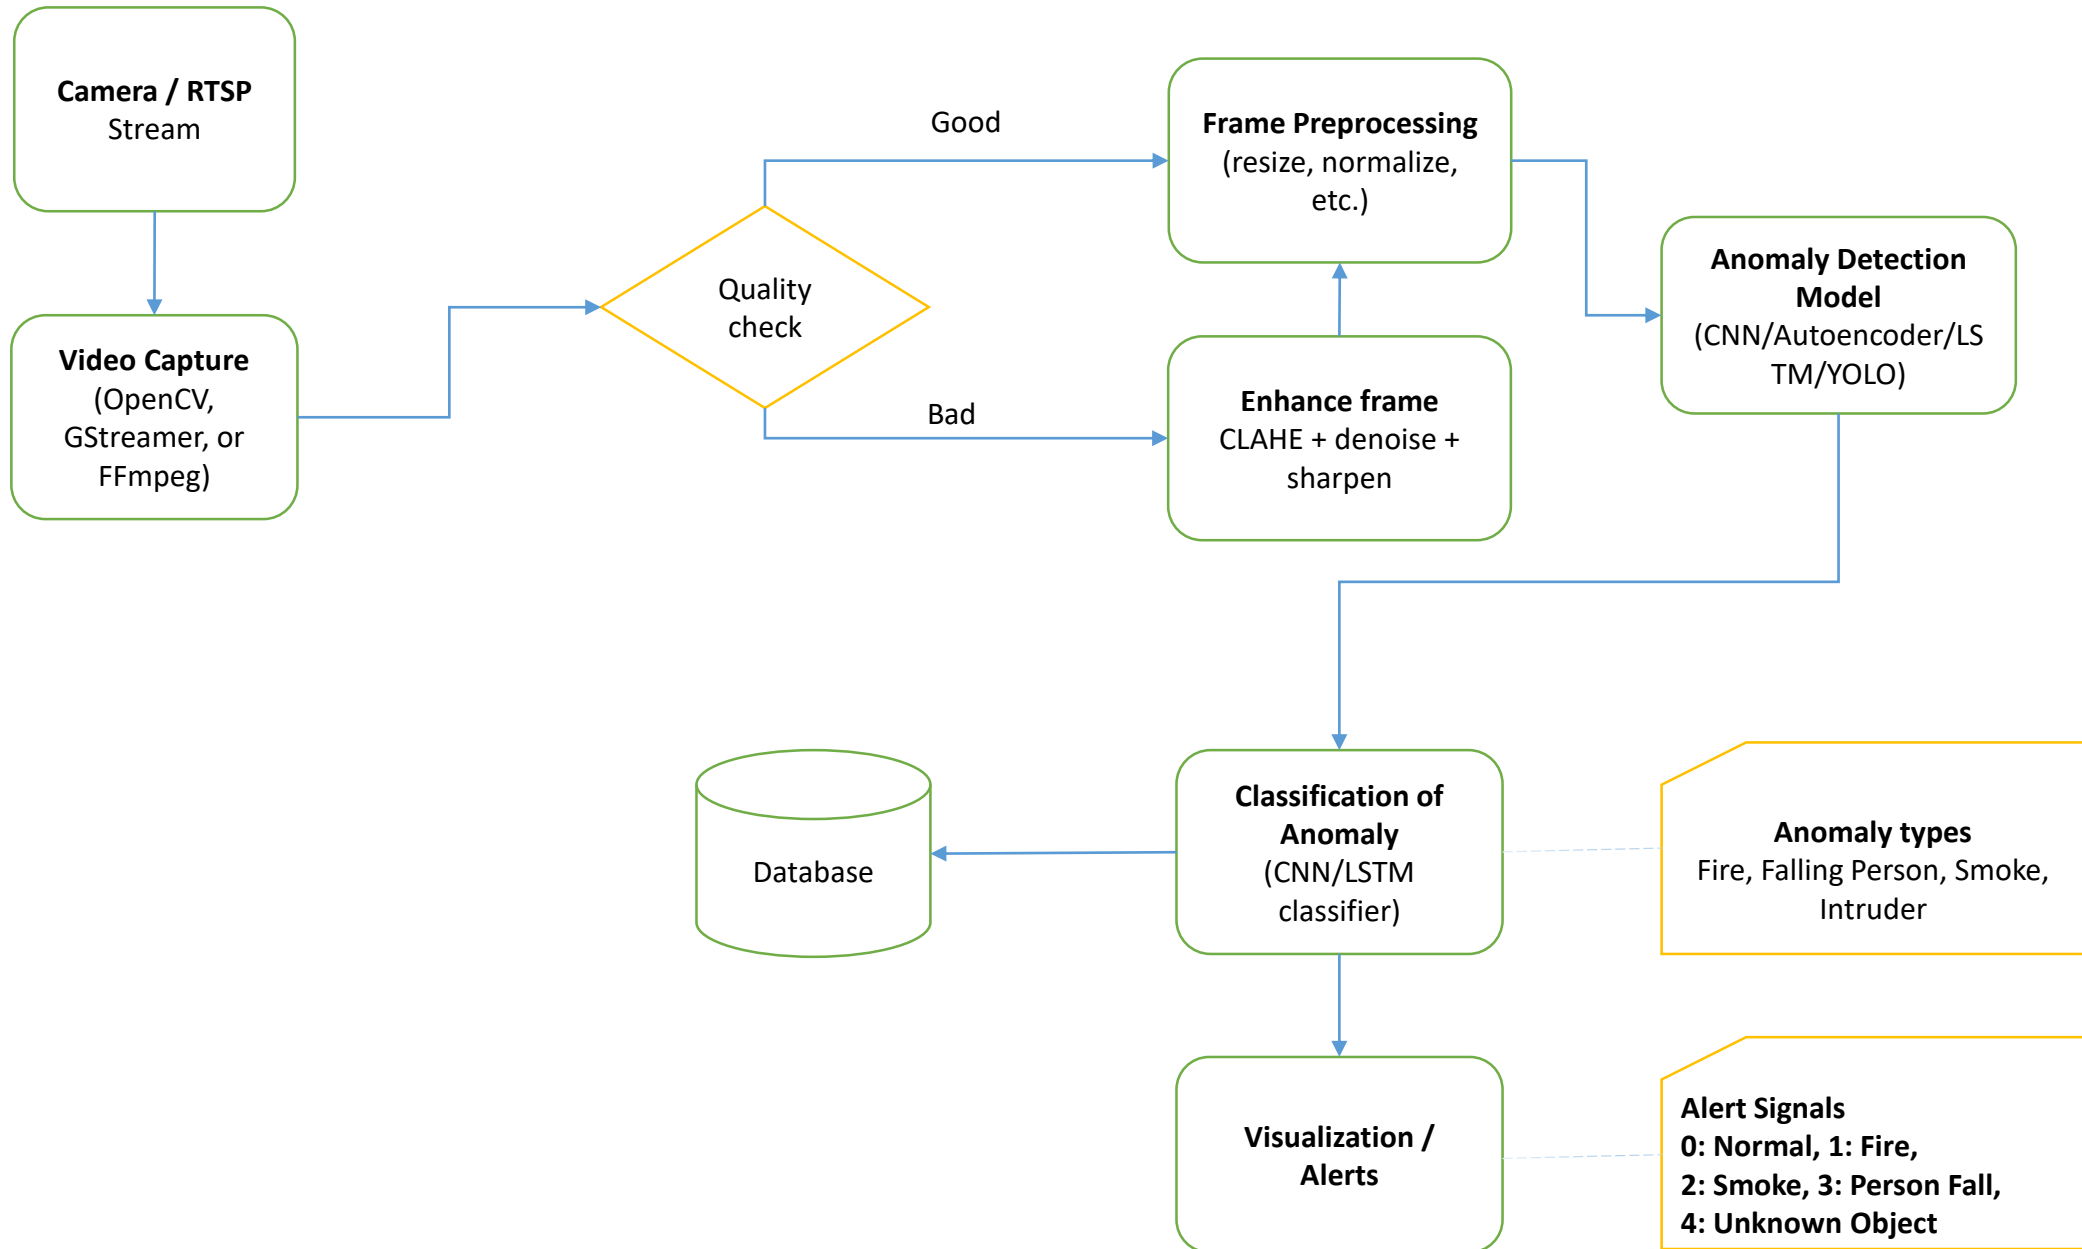 Camera / RTSP
Stream
Video Capture
(OpenCV,
GStreamer, or
FFmpeg)
Quality
check
Good
Bad
Frame Preprocessing
(resize, normalize,
etc.)
Enhance frame
CLAHE + denoise +
sharpen
Anomaly Detection
Model
(CNN/Autoencoder/LS
TM/YOLO)
Database
Classification of
Anomaly
(CNN/LSTM
classifier)
Anomaly types
Fire, Falling Person, Smoke,
Intruder
Visualization /
Alerts
Alert Signals
0: Normal, 1: Fire,
2: Smoke, 3: Person Fall,
4: Unknown Object